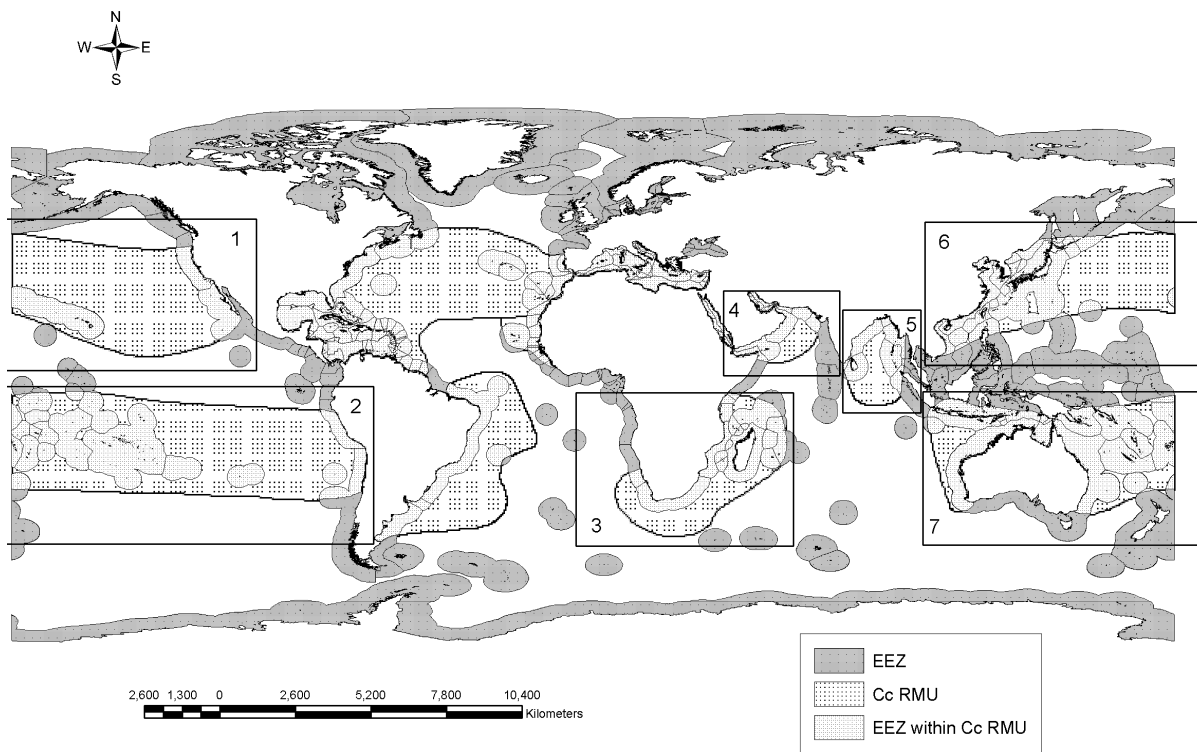 N
W E
S
1
2
3
4
5
6
7
EEZ
Cc RMU
EEZ within Cc RMU
2,600 1,300 0 2,600 5,200 7,800 10,400
Kilometers